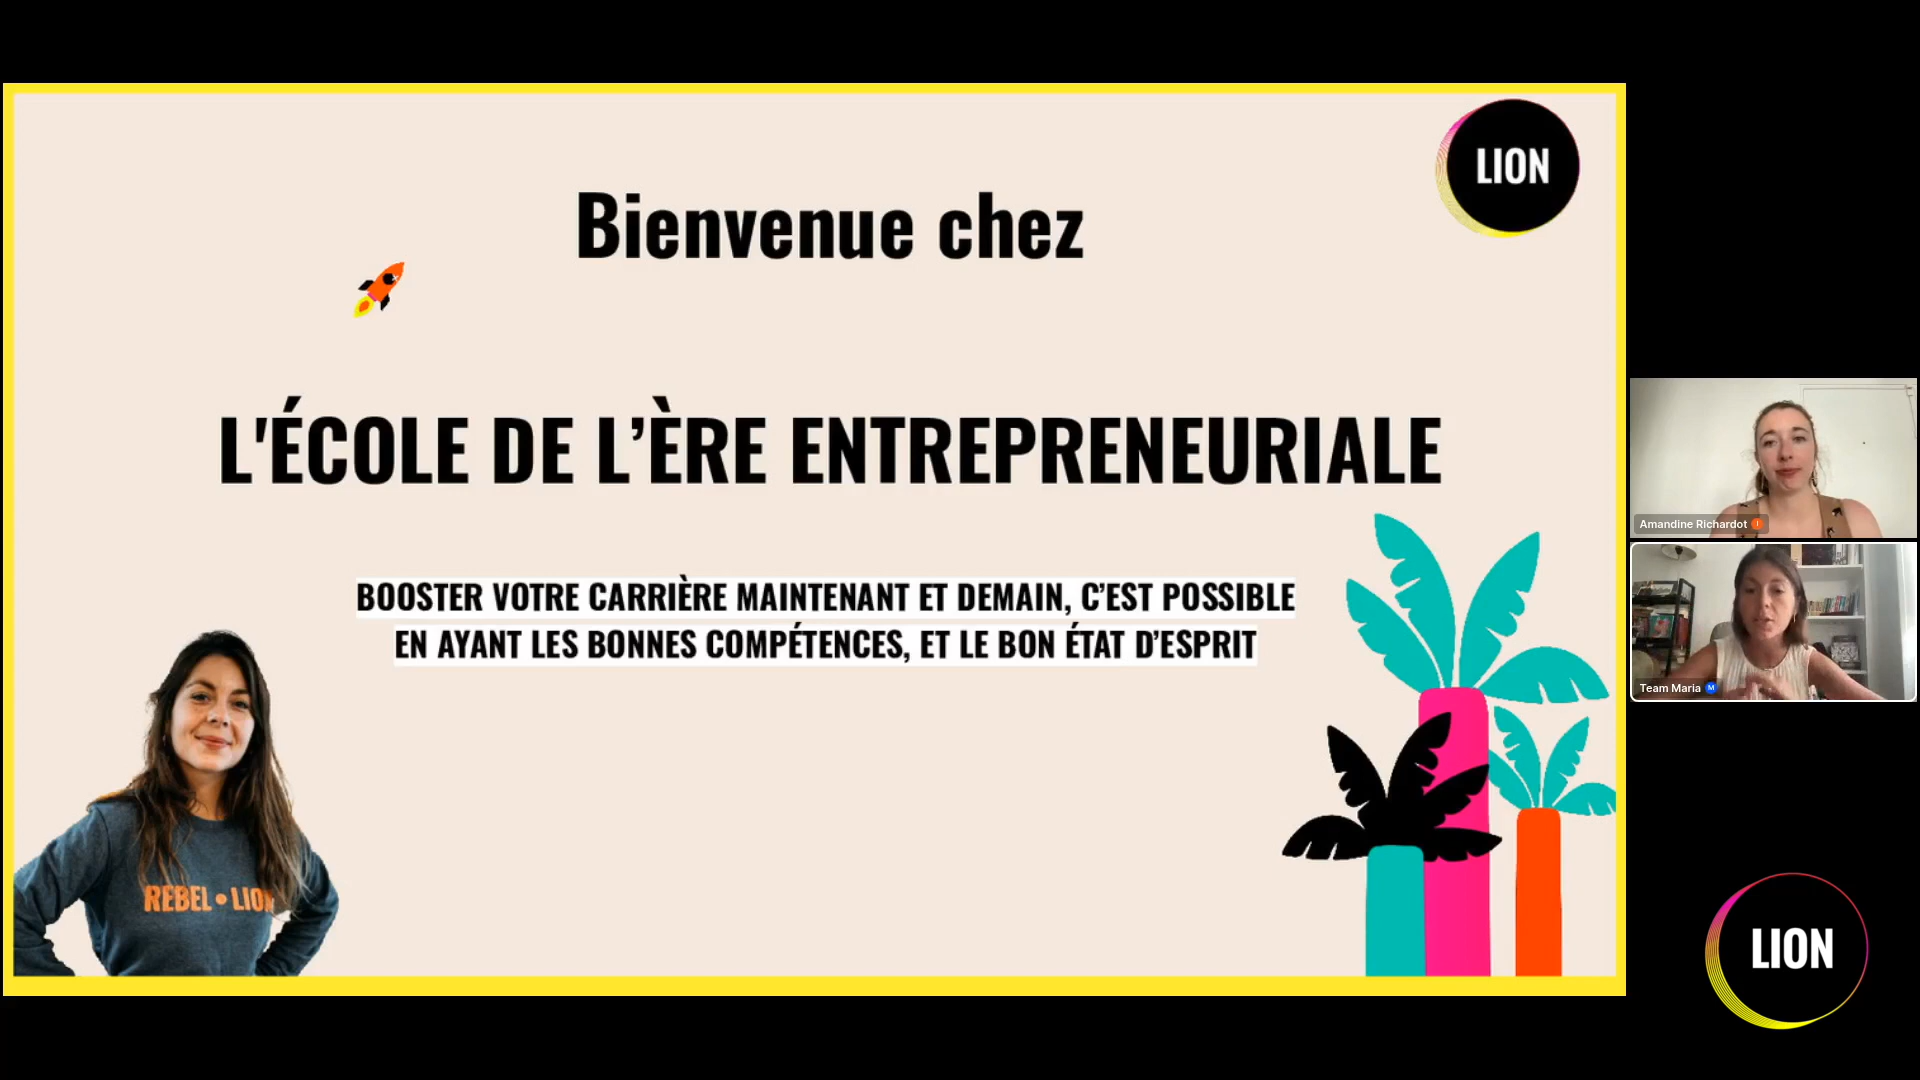 LION
Bienvenue chez
L'ÉCOLE DE L’ÈRE ENTREPRENEURIALE
BOOSTER VOTRE CARRIÈRE MAINTENANT ET DEMAIN, C’EST POSSIBLE
EN AYANT LES BONNES COMPÉTENCES, ET LE BON ÉTAT D’ESPRIT
REBEL • LION
Amandine Richardot
Team Maria M
LION